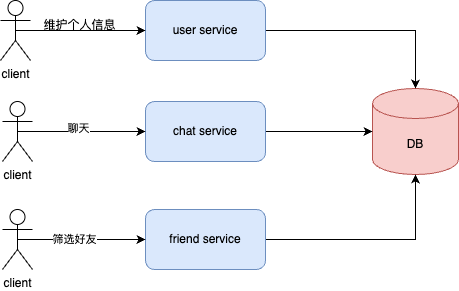 维护个人信息
user service
client
聊天
chat service
DB
client
筛选好友
friend service
client